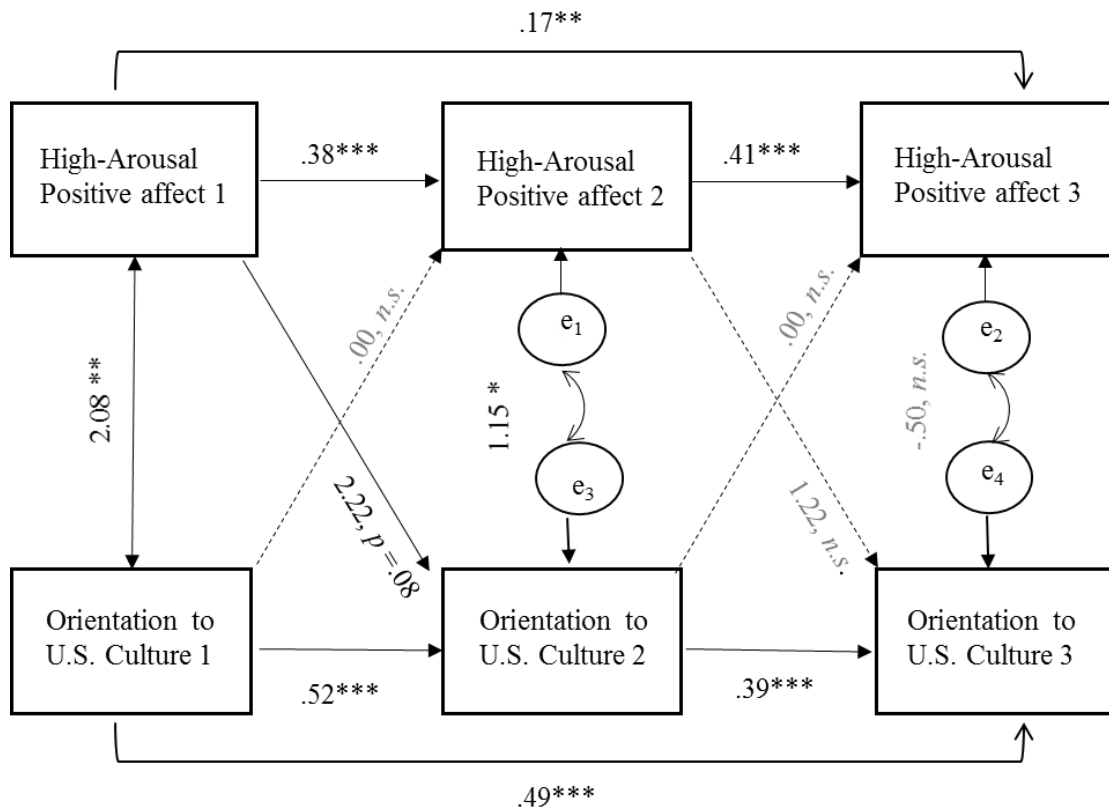 .17**
High-Arousal
Positive affect 1
.38***
High-Arousal
Positive affect 2
.41***
High-Arousal
Positive affect 3
2.08 **
.00, n.s.
2.22, p =.08
e1
1.15 *
e3
.00, n.s.
1.22, n.s.
e2
-.50, n.s.
e4
Orientation to
U.S. Culture 1
.52***
Orientation to
U.S. Culture 2
.39***
Orientation to
U.S. Culture 3
.49***